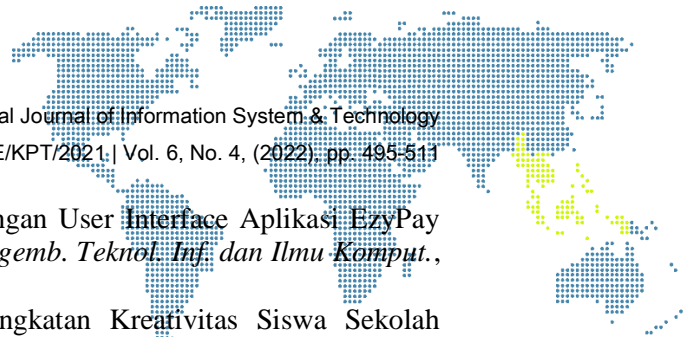 al Journal of Information System & Technology
E/KPT/2021 | Vol. 6, No. 4, (2022), pp. 495-511
ngan User Interface Aplikasi EzyPay
gemb. Teknol. Inf. dan Ilmu Komput.,
ngkatan Kreativitas Siswa Sekolah